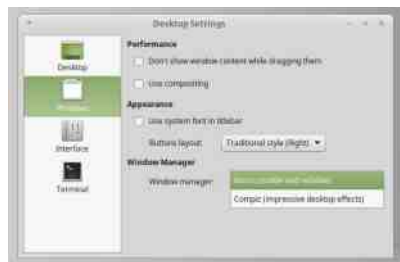 Desktop Settings
Desktop
Windows
Interface
Terminal
Performance
Don't show window content while dragging them
Use compositing
Appearance
Use system font in titlebar
Buttons layout: Traditional style (Right)
Window Manager
Window manager:
Compiz (impressive desktop effects)